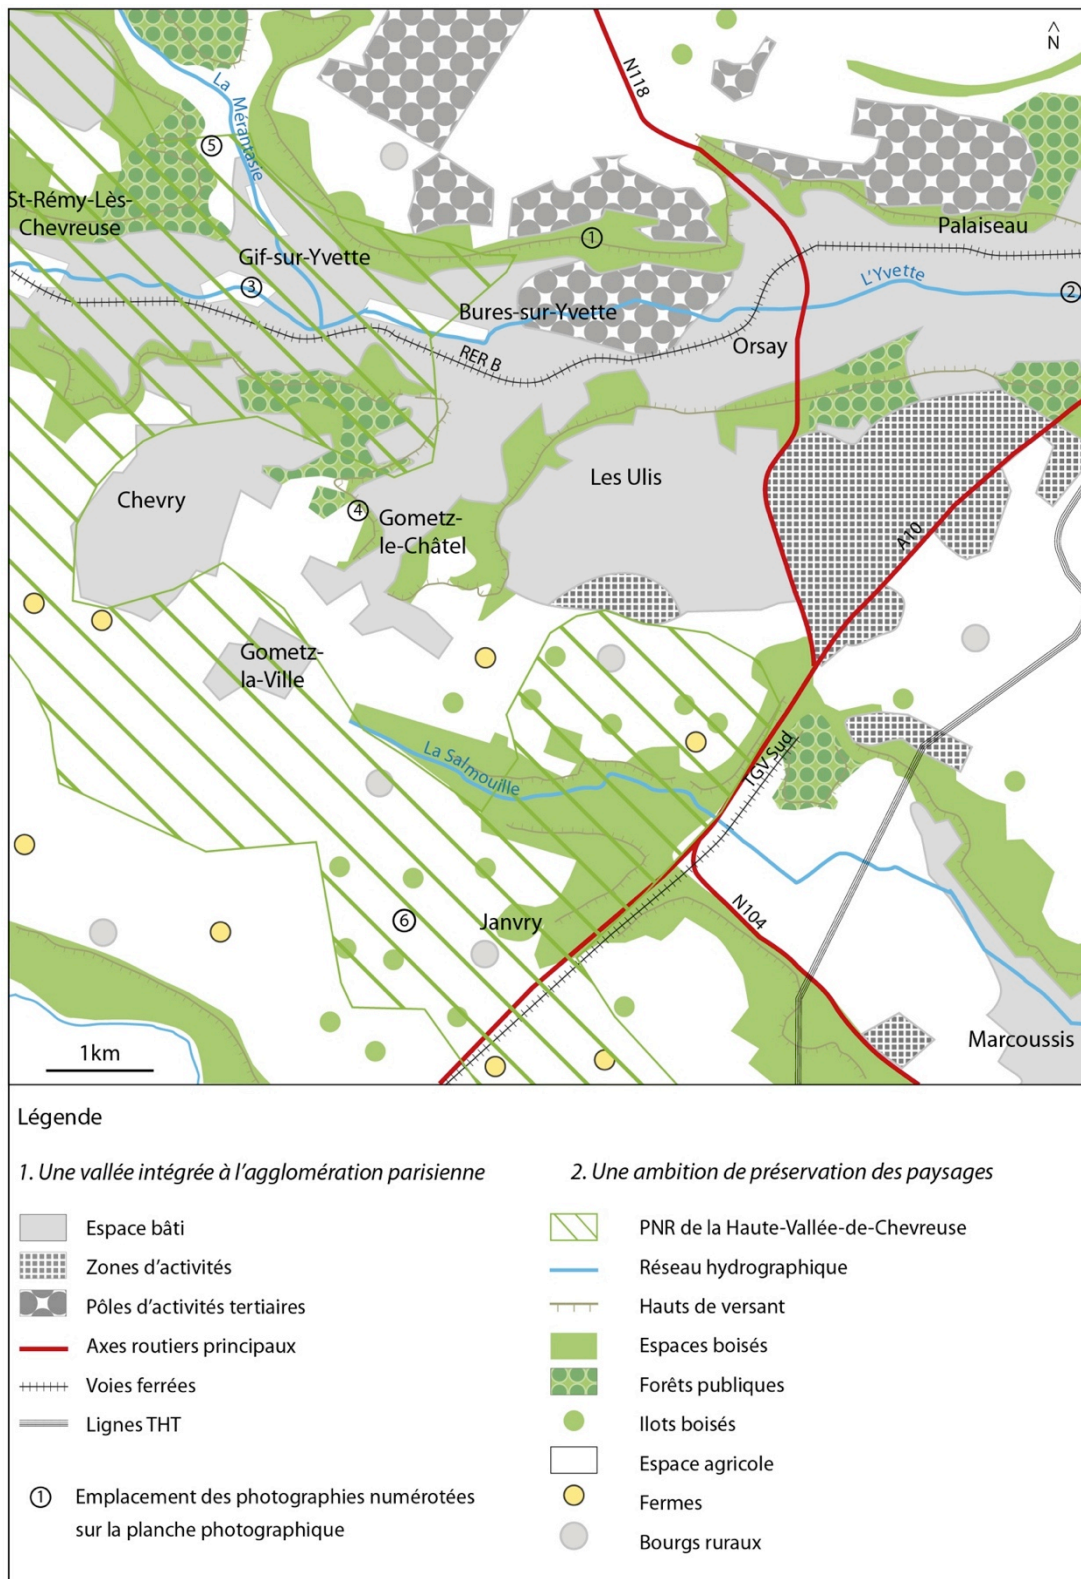 N
N118
La Mérantasie
5
St-Rémy-Lès-
Chevreuse
Palaiseau
1
Gif-sur-Yvette
3
L'Yvette
2
Bures-sur-Yvette
Orsay
RER B
Les Ulis
Chevry
4
Gometz-
le-Châtel
A10
Gometz-
la-Ville
La Salmouille
TGV Sud
6
Janvry
N104
1km
Marcoussis
Légende
1. Une vallée intégrée à l'agglomération parisienne
Espace bâti
Zones d'activités
Pôles d'activités tertiaires
Axes routiers principaux
Voies ferrées
Lignes THT
1 Emplacement des photographies numérotées
sur la planche photographique
2. Une ambition de préservation des paysages
PNR de la Haute-Vallée-de-Chevreuse
Réseau hydrographique
Hauts de versant
Espaces boisés
Forêts publiques
Ilots boisés
Espace agricole
Fermes
Bourgs ruraux